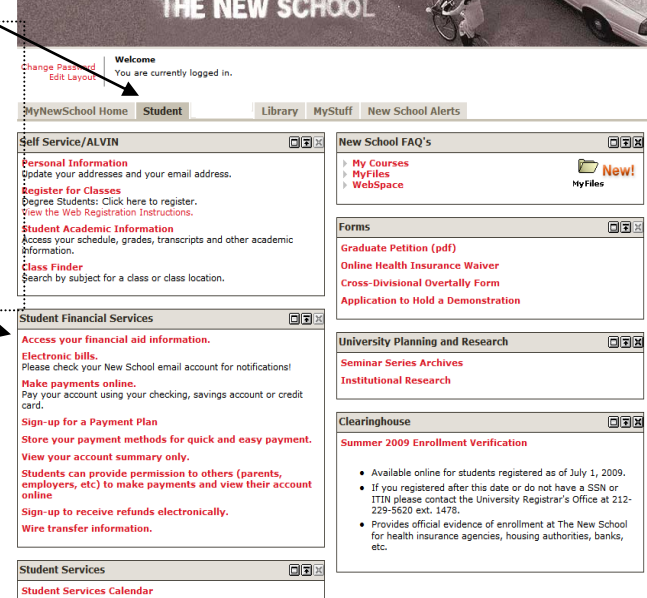 THE NEW SCHOOL
Change Password
Edit Layout
Welcome
You are currently logged in.
MyNewSchool Home
Student
Library
MyStuff
New School Alerts
Self Service/ALVIN
Personal Information
Update your addresses and your email address.
Register for Classes
Degree Students: Click here to register.
View the Web Registration Instructions.
Student Academic Information
Access your schedule, grades, transcripts and other academic
information.
Class Finder
Search by subject for a class or class location.
Student Financial Services
Access your financial aid information.
Electronic bills.
Please check your New School email account for notifications!
Make payments online.
Pay your account using your checking, savings account or credit
card.
Sign-up for a Payment Plan
Store your payment methods for quick and easy payment.
View your account summary only.
Students can provide permission to others (parents,
employers, etc) to make payments and view their account
online
Sign-up to receive refunds electronically.
Wire transfer information.
Student Services
Student Services Calendar
New School FAQ's
My Courses
MyFiles
WebSpace
New!
MyFiles
Forms
Graduate Petition (pdf)
Online Health Insurance Waiver
Cross-Divisional Overtally Form
Application to Hold a Demonstration
University Planning and Research
Seminar Series Archives
Institutional Research
Clearinghouse
Summer 2009 Enrollment Verification
• Available online for students registered as of July 1, 2009.
• If you registered after this date or do not have a SSN or
ITIN please contact the University Registrar's Office at 212-
229-5620 ext. 1478.
• Provides official evidence of enrollment at The New School
for health insurance agencies, housing authorities, banks,
etc.